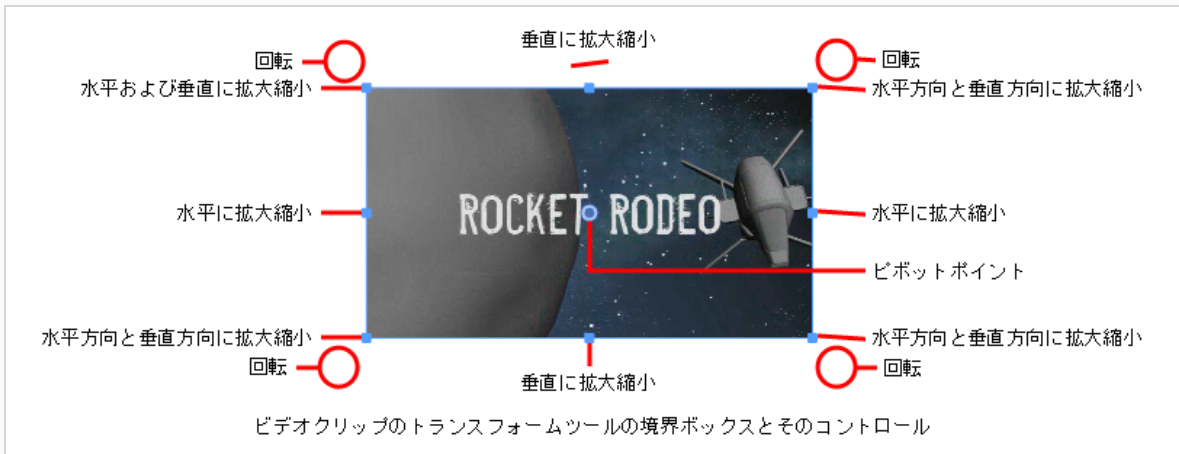 垂直に拡大縮小
回転
回転
水平および垂直に拡大縮小
水平方向と垂直方向に拡大縮小
ROCKET RODEO
水平に拡大縮小
水平に拡大縮小
ピボットポイント
水平方向と垂直方向に拡大縮小
水平方向と垂直方向に拡大縮小
回転
回転
垂直に拡大縮小
ビデオクリップのトランスフォームツールの境界ボックスとそのコントロール